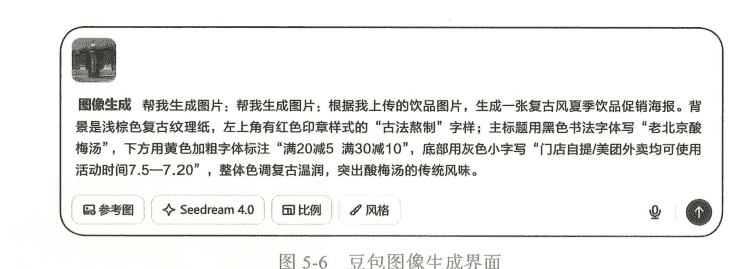 图像生成 帮我生成图片：帮我生成图片：根据我上传的饮品图片，生成一张复古风夏季饮品促销海报。背
景是浅棕色复古纹理纸，左上角有红色印章样式的“古法熬制”字样；主标题用黑色书法字体写“老北京酸
梅汤”，下方用黄色加粗字体标注“满20减5 满30减10”，底部用灰色小字写“门店自提/美团外卖均可使用
活动时间7.5—7.20”，整体色调复古温润，突出酸梅汤的传统风味。
参考图 Seedream 4.0 比例 风格
图 5-6 豆包图像生成界面